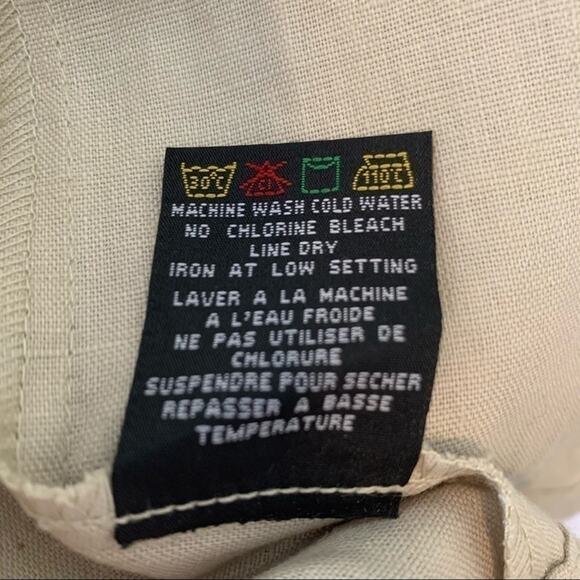 30°C CL 110°C
MACHINE WASH COLD WATER
NO CHLORINE BLEACH
LINE DRY
IRON AT LOW SETTING
LAVER A LA MACHINE
A L'EAU FROIDE
NE PAS UTILISER DE
CHLORURE
SUSPENDRE POUR SECHER
REPASSER A BASSE
TEMPERATURE